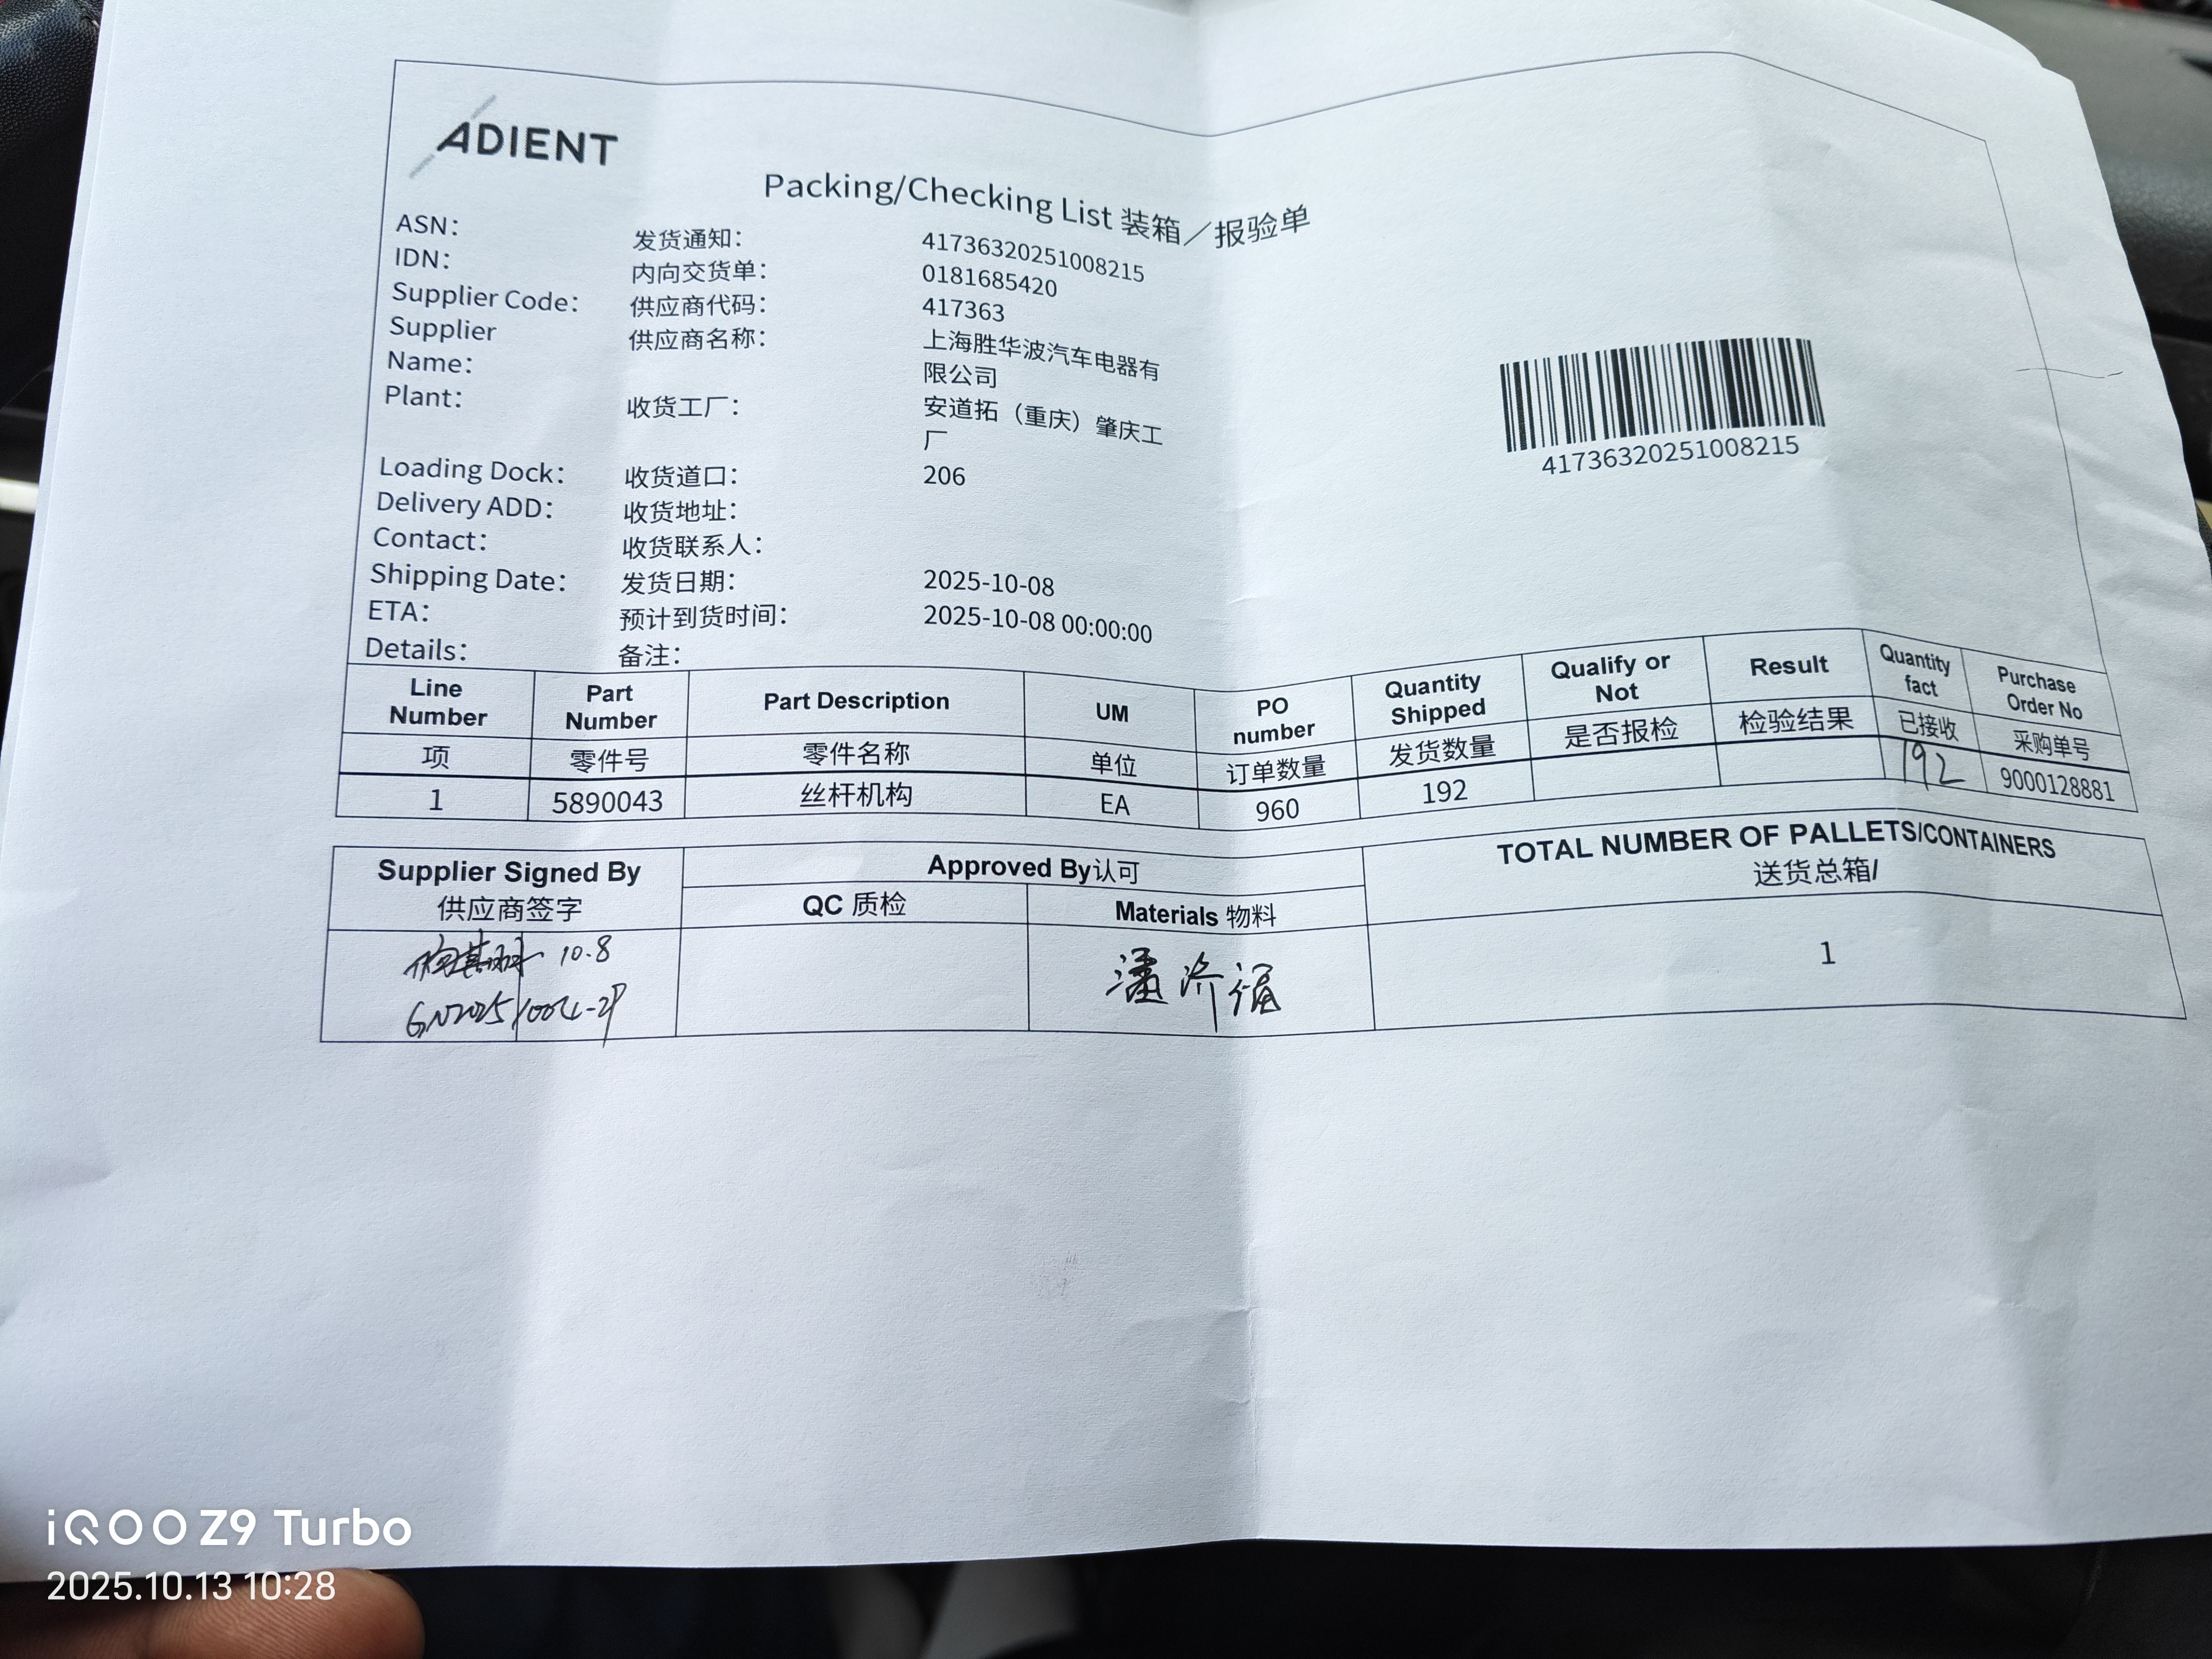 ADIENT
Packing/Checking List 装箱／报验单
ASN： 发货通知： 41736320251008215
IDN： 内向交货单： 0181685420
Supplier Code： 供应商代码： 417363
Supplier Name： 供应商名称： 上海胜华波汽车电器有
限公司
Plant： 收货工厂： 安道拓（重庆）肇庆工
厂
Loading Dock： 收货道口： 206
Delivery ADD： 收货地址：
Contact： 收货联系人：
Shipping Date： 发货日期： 2025-10-08
ETA： 预计到货时间： 2025-10-08 00:00:00
Details： 备注：
41736320251008215
Line Number Part Number Part Description UM PO number Quantity Shipped Qualify or Not Result Quantity fact Purchase Order No
项 零件号 零件名称 单位 订单数量 发货数量 是否报检 检验结果 已接收 采购单号
1 5890043 丝杆机构 EA 960 192 192 9000128881
Supplier Signed By Approved By认可 TOTAL NUMBER OF PALLETS/CONTAINERS
供应商签字 QC 质检 Materials 物料 送货总箱/
10.8 潘济福 1
iQOO Z9 Turbo
2025.10.13 10:28